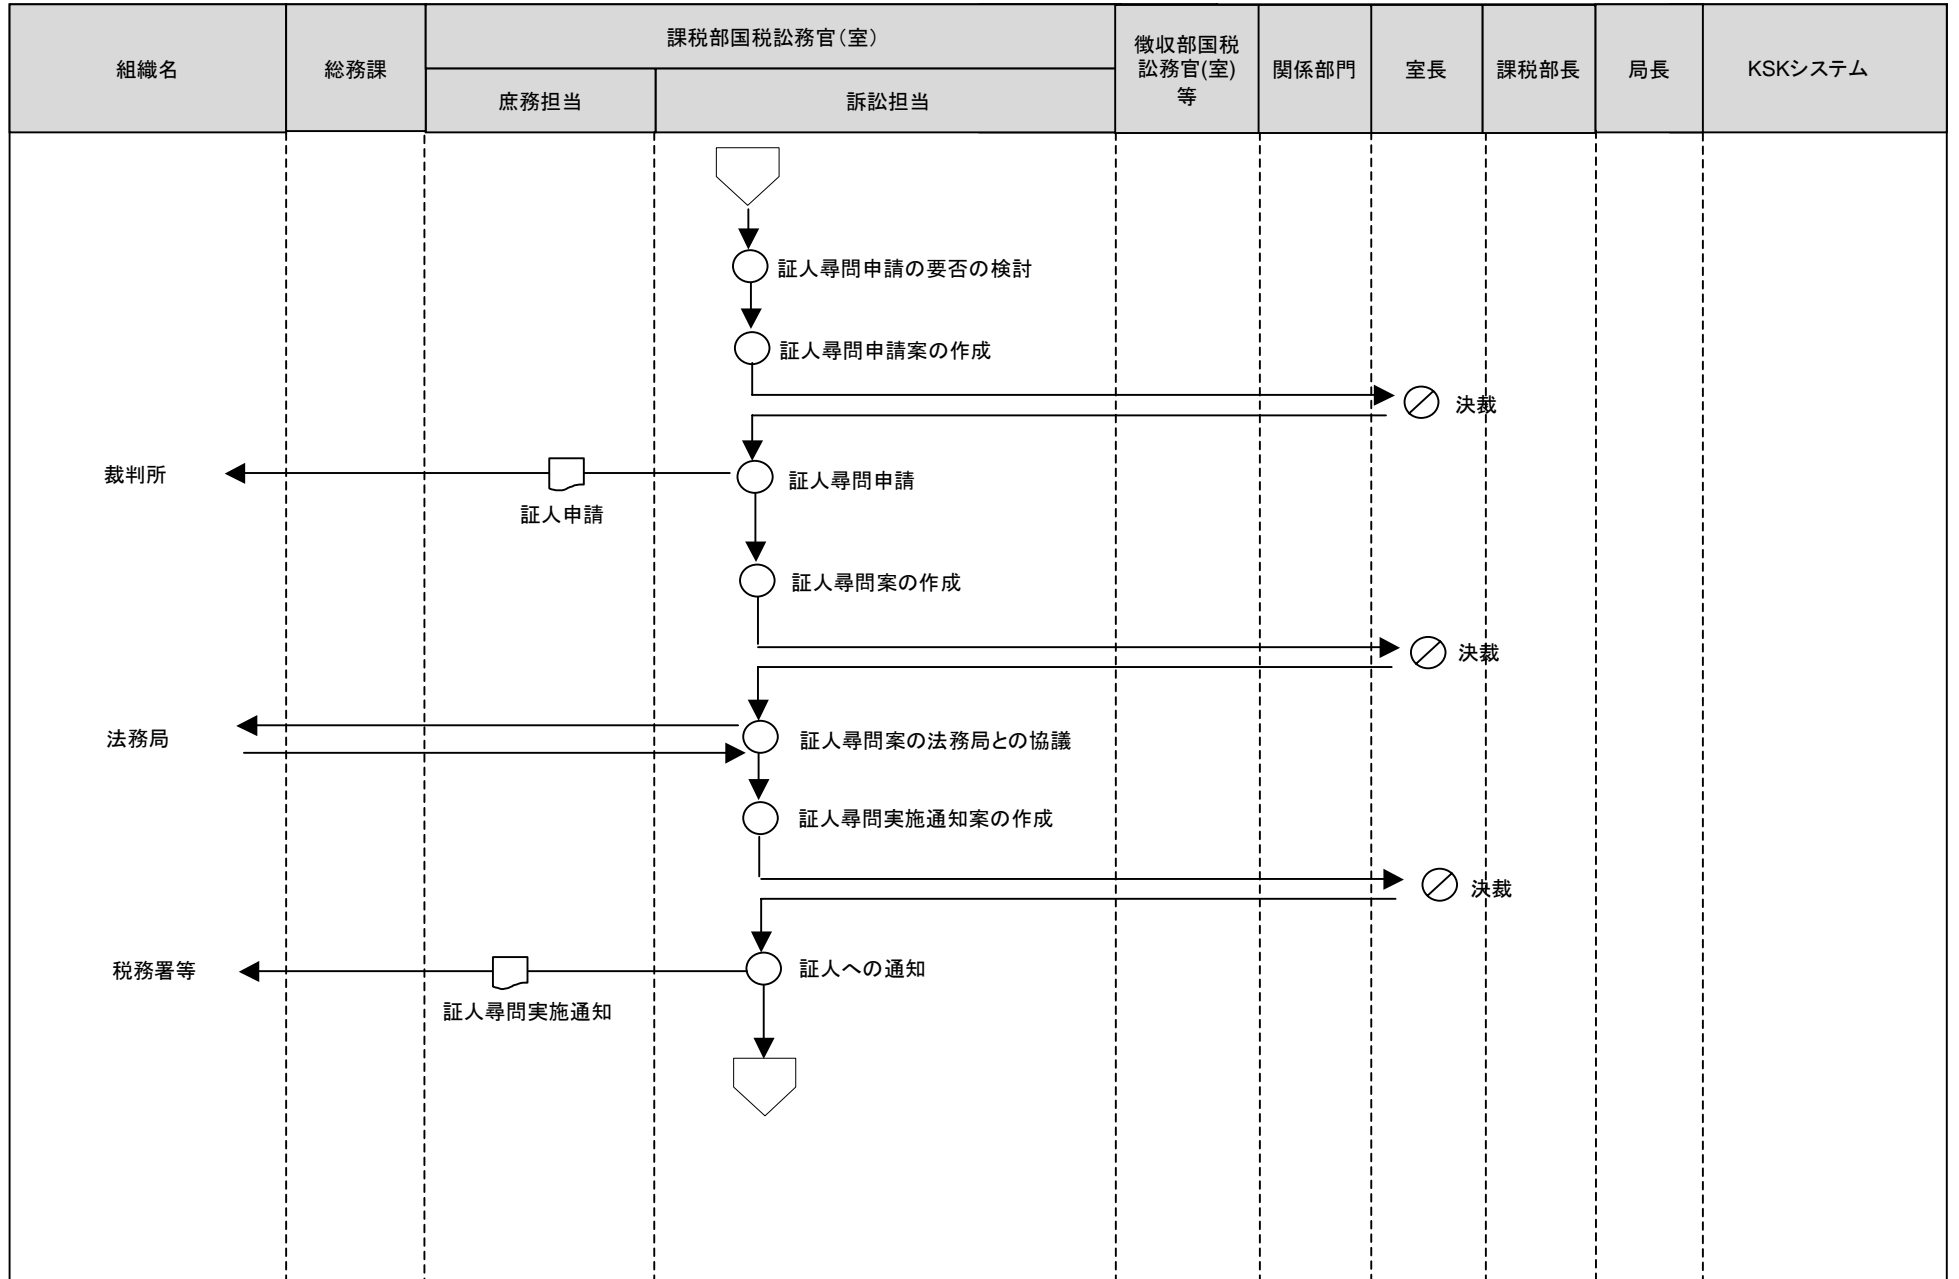 組織名
総務課
課税部国税訟務官（室）
庶務担当
訴訟担当
徴収部国税
訟務官(室)
等
関係部門
室長
課税部長
局長
KSKシステム
証人尋問申請の要否の検討
証人尋問申請案の作成
決裁
裁判所
証人申請
証人尋問申請
証人尋問案の作成
決裁
法務局
証人尋問案の法務局との協議
証人尋問実施通知案の作成
決裁
税務署等
証人尋問実施通知
証人への通知